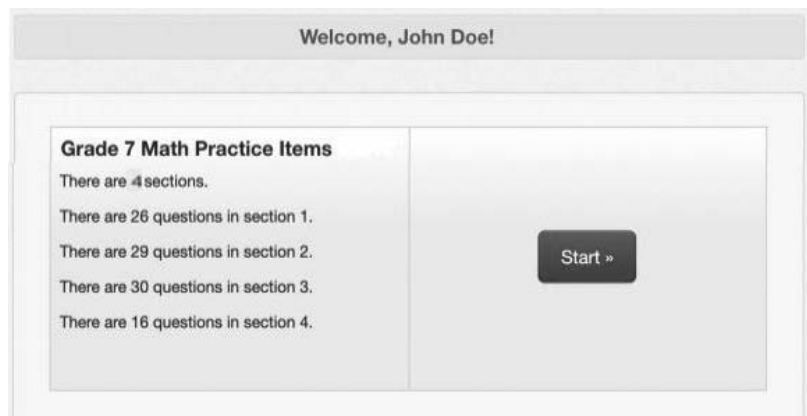 Welcome, John Doe!
Grade 7 Math Practice Items
There are 4 sections.
There are 26 questions in section 1.
There are 29 questions in section 2.
There are 30 questions in section 3.
There are 16 questions in section 4.
Start »